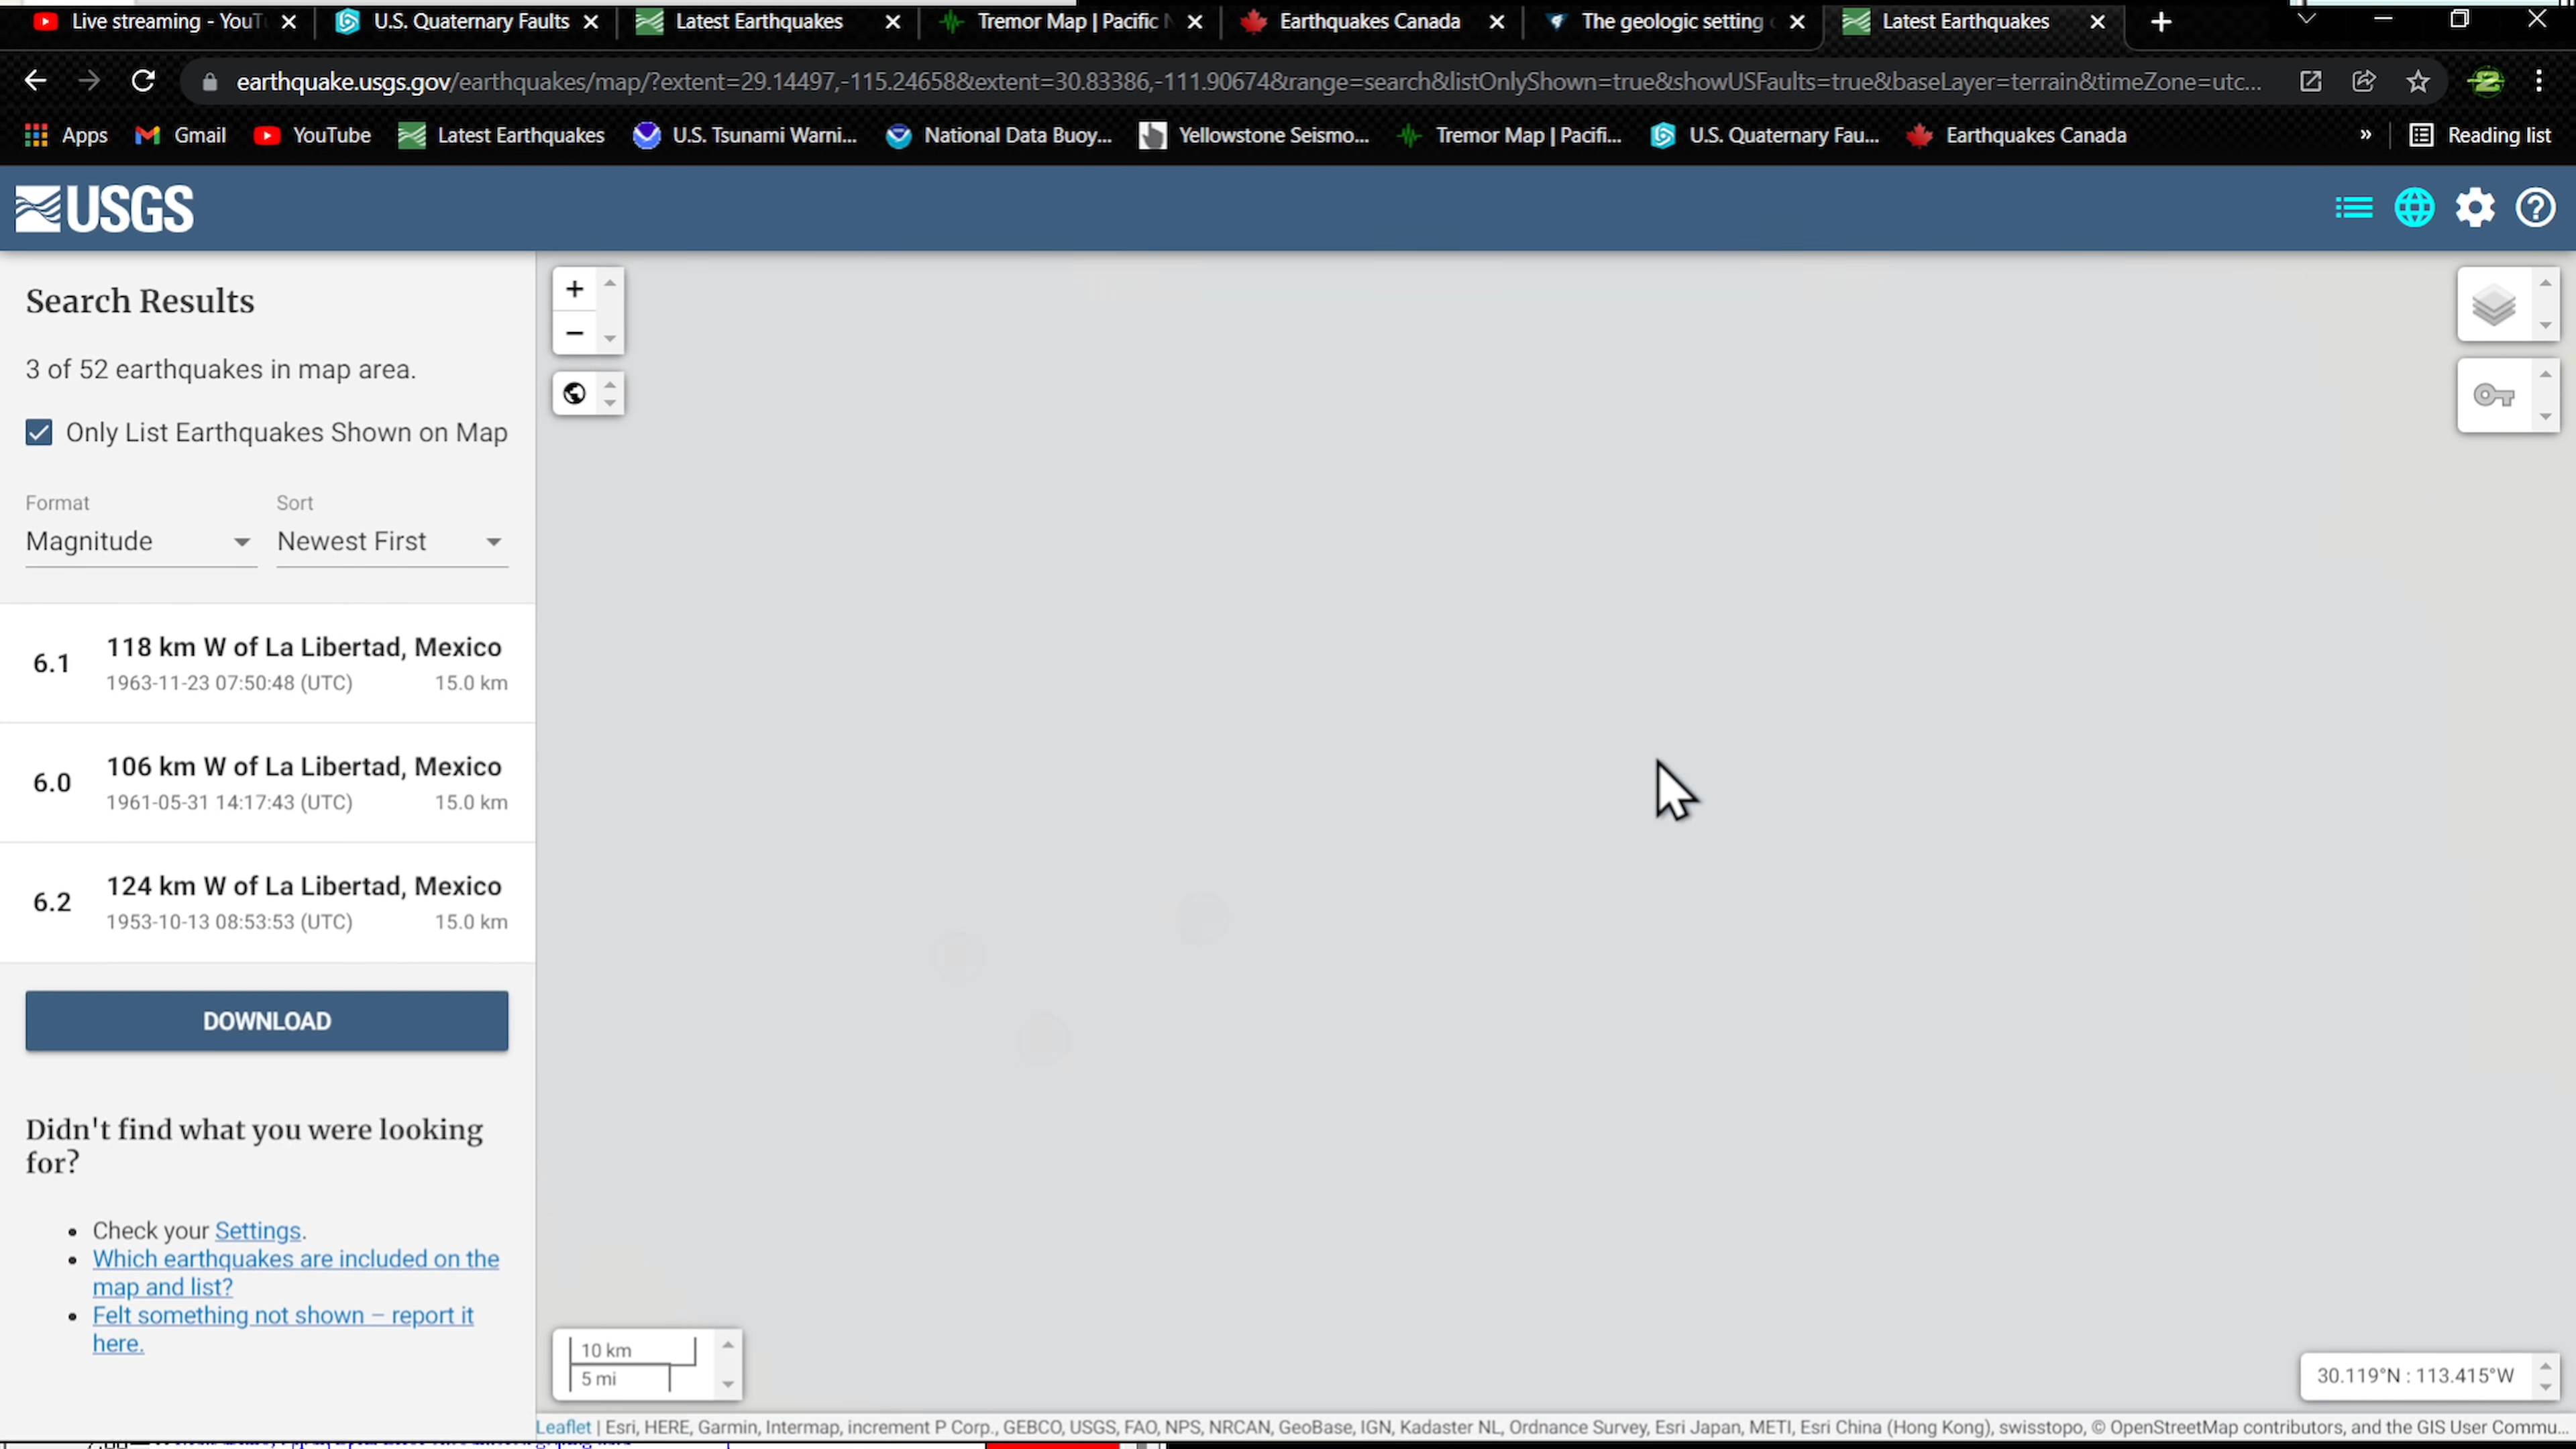 Live streaming - YouT
U.S. Quaternary Faults
Latest Earthquakes
Tremor Map | Pacific N
Earthquakes Canada
The geologic setting
Latest Earthquakes
earthquake.usgs.gov/earthquakes/map/?extent=29.14497,-115.24658&extent=30.83386,-111.90674&range=search&listOnlyShown=true&showUSFaults=true&baseLayer=terrain&timeZone=utc...
Apps
Gmail
YouTube
Latest Earthquakes
U.S. Tsunami Warni...
National Data Buoy...
Yellowstone Seismo...
Tremor Map | Pacifi...
U.S. Quaternary Fau...
Earthquakes Canada
»
Reading list
USGS
Search Results
3 of 52 earthquakes in map area.
Only List Earthquakes Shown on Map
Format
Sort
Magnitude
Newest First
6.1
118 km W of La Libertad, Mexico
1963-11-23 07:50:48 (UTC) 15.0 km
6.0
106 km W of La Libertad, Mexico
1961-05-31 14:17:43 (UTC) 15.0 km
6.2
124 km W of La Libertad, Mexico
1953-10-13 08:53:53 (UTC) 15.0 km
DOWNLOAD
Didn't find what you were looking
for?
• Check your Settings.
• Which earthquakes are included on the
map and list?
• Felt something not shown – report it
here.
+
−
10 km
5 mi
30.119°N : 113.415°W
Leaflet | Esri, HERE, Garmin, Intermap, increment P Corp., GEBCO, USGS, FAO, NPS, NRCAN, GeoBase, IGN, Kadaster NL, Ordnance Survey, Esri Japan, METI, Esri China (Hong Kong), swisstopo, © OpenStreetMap contributors, and the GIS User Commu...